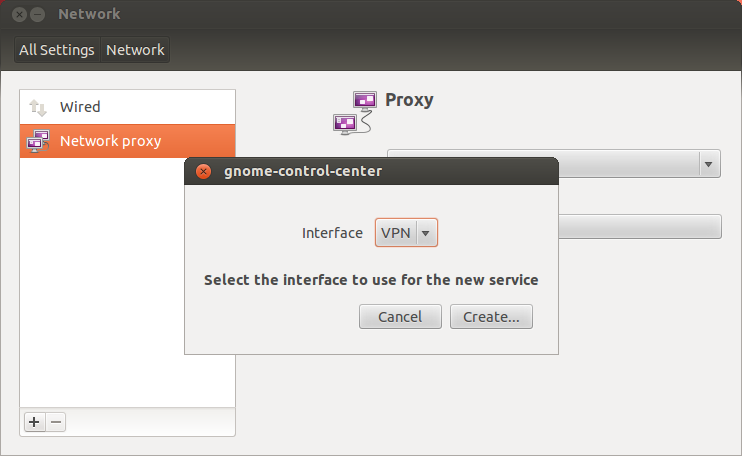 Network
All Settings Network
Wired
Network proxy
Proxy
gnome-control-center
Interface VPN
Select the interface to use for the new service
Cancel Create...